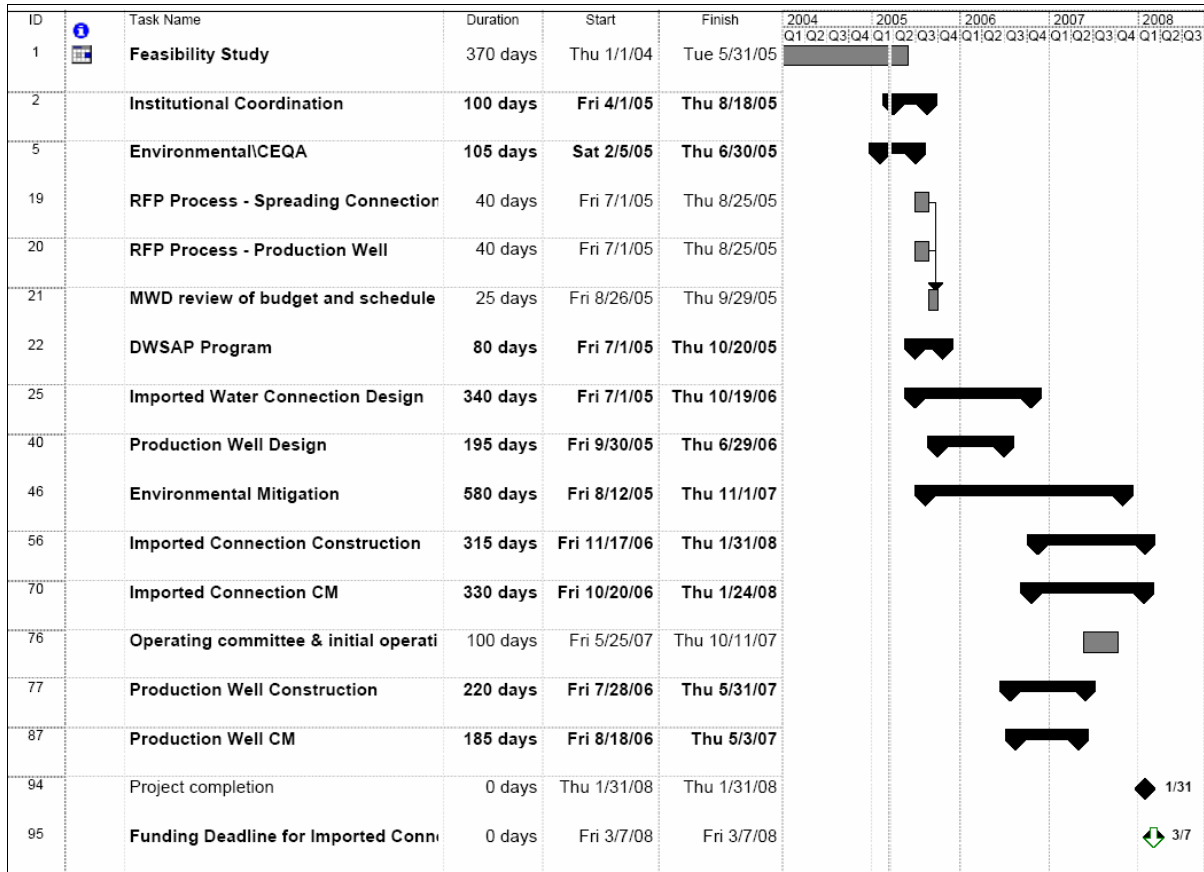 ID Task Name Duration Start Finish 2004 2005 2006 2007 2008
Q1 Q2 Q3 Q4 Q1 Q2 Q3 Q4 Q1 Q2 Q3 Q4 Q1 Q2 Q3 Q4 Q1 Q2 Q3
1 Feasibility Study 370 days Thu 1/1/04 Tue 5/31/05
2 Institutional Coordination 100 days Fri 4/1/05 Thu 8/18/05
5 Environmental\CEQA 105 days Sat 2/5/05 Thu 6/30/05
19 RFP Process - Spreading Connection 40 days Fri 7/1/05 Thu 8/25/05
20 RFP Process - Production Well 40 days Fri 7/1/05 Thu 8/25/05
21 MWD review of budget and schedule 25 days Fri 8/26/05 Thu 9/29/05
22 DWSAP Program 80 days Fri 7/1/05 Thu 10/20/05
25 Imported Water Connection Design 340 days Fri 7/1/05 Thu 10/19/06
40 Production Well Design 195 days Fri 9/30/05 Thu 6/29/06
46 Environmental Mitigation 580 days Fri 8/12/05 Thu 11/1/07
56 Imported Connection Construction 315 days Fri 11/17/06 Thu 1/31/08
70 Imported Connection CM 330 days Fri 10/20/06 Thu 1/24/08
76 Operating committee & initial operati 100 days Fri 5/25/07 Thu 10/11/07
77 Production Well Construction 220 days Fri 7/28/06 Thu 5/31/07
87 Production Well CM 185 days Fri 8/18/06 Thu 5/3/07
94 Project completion 0 days Thu 1/31/08 Thu 1/31/08 1/31
95 Funding Deadline for Imported Conn 0 days Fri 3/7/08 Fri 3/7/08 3/7